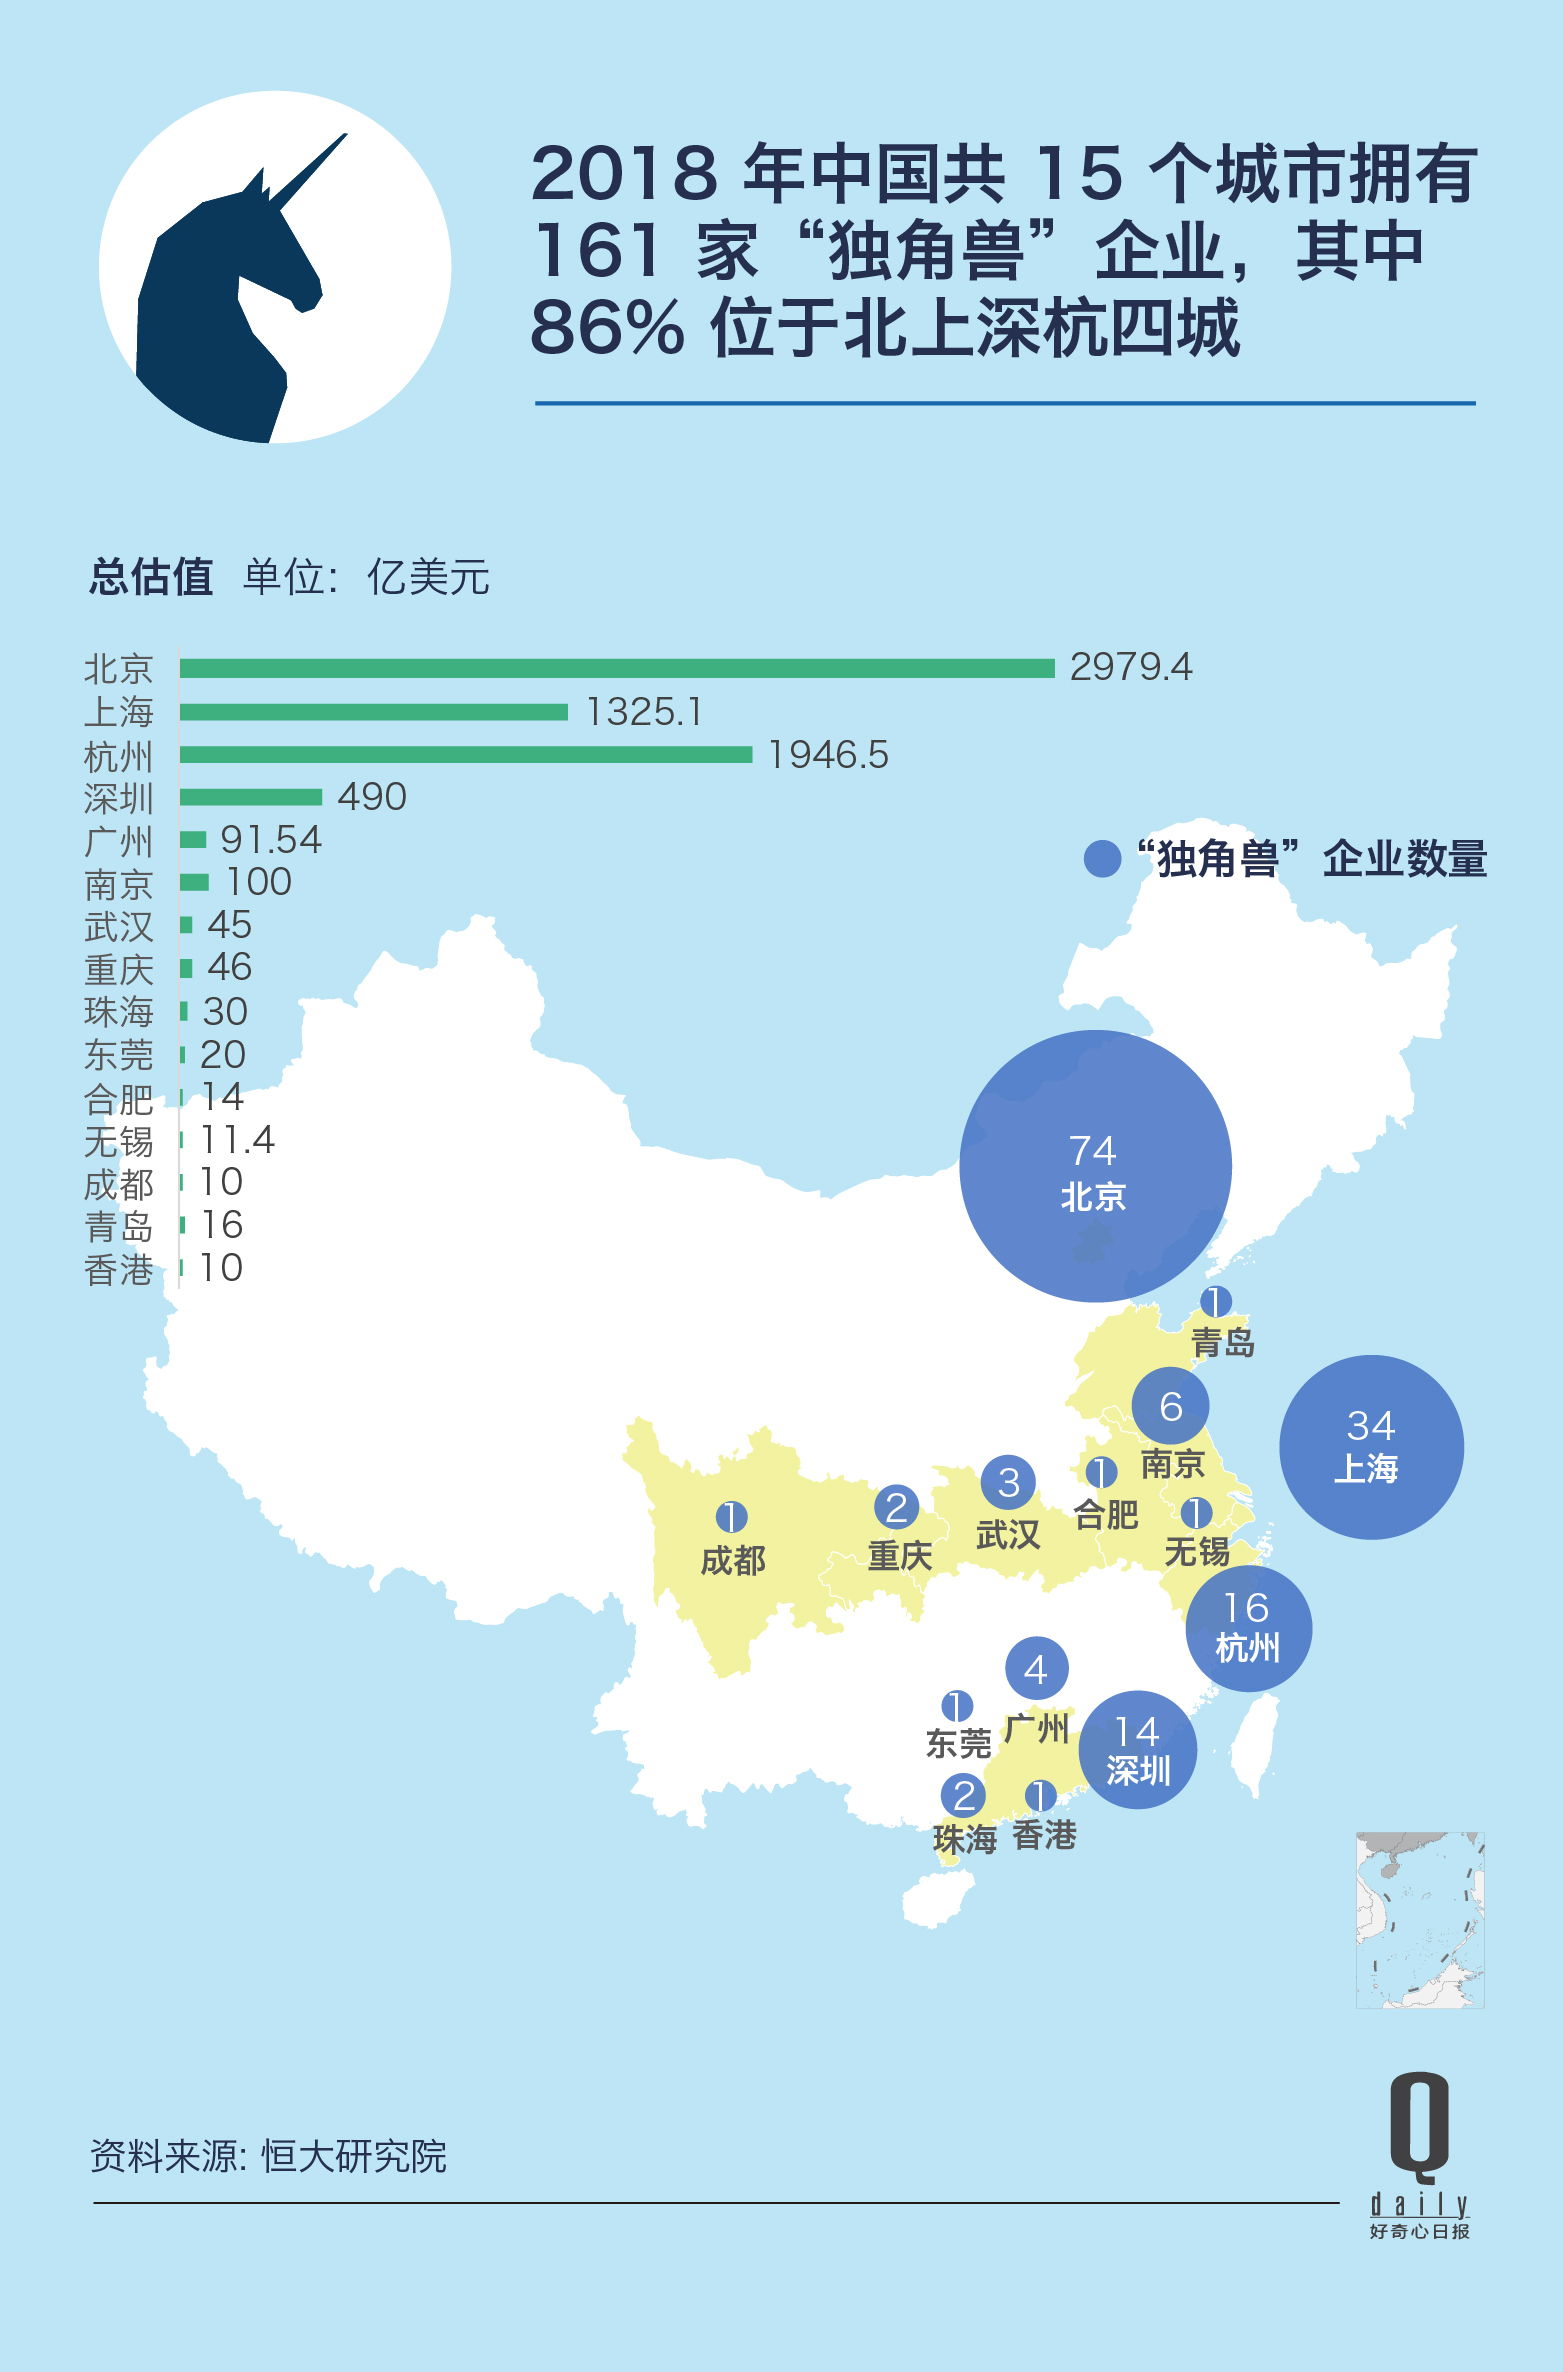 2018 年中国共 15 个城市拥有
161 家“独角兽”企业，其中
86% 位于北上深杭四城
总估值 单位：亿美元
北京 2979.4
上海 1325.1
杭州 1946.5
深圳 490
广州 91.54
南京 100
武汉 45
重庆 46
珠海 30
东莞 20
合肥 14
无锡 11.4
成都 10
青岛 16
香港 10
“独角兽”企业数量
74
北京
1
青岛
6
南京
34
上海
3
武汉
1
合肥
2
重庆
1
成都
1
无锡
16
杭州
4
广州
1
东莞
14
深圳
2
珠海
1
香港
资料来源: 恒大研究院
Q
daily
好奇心日报